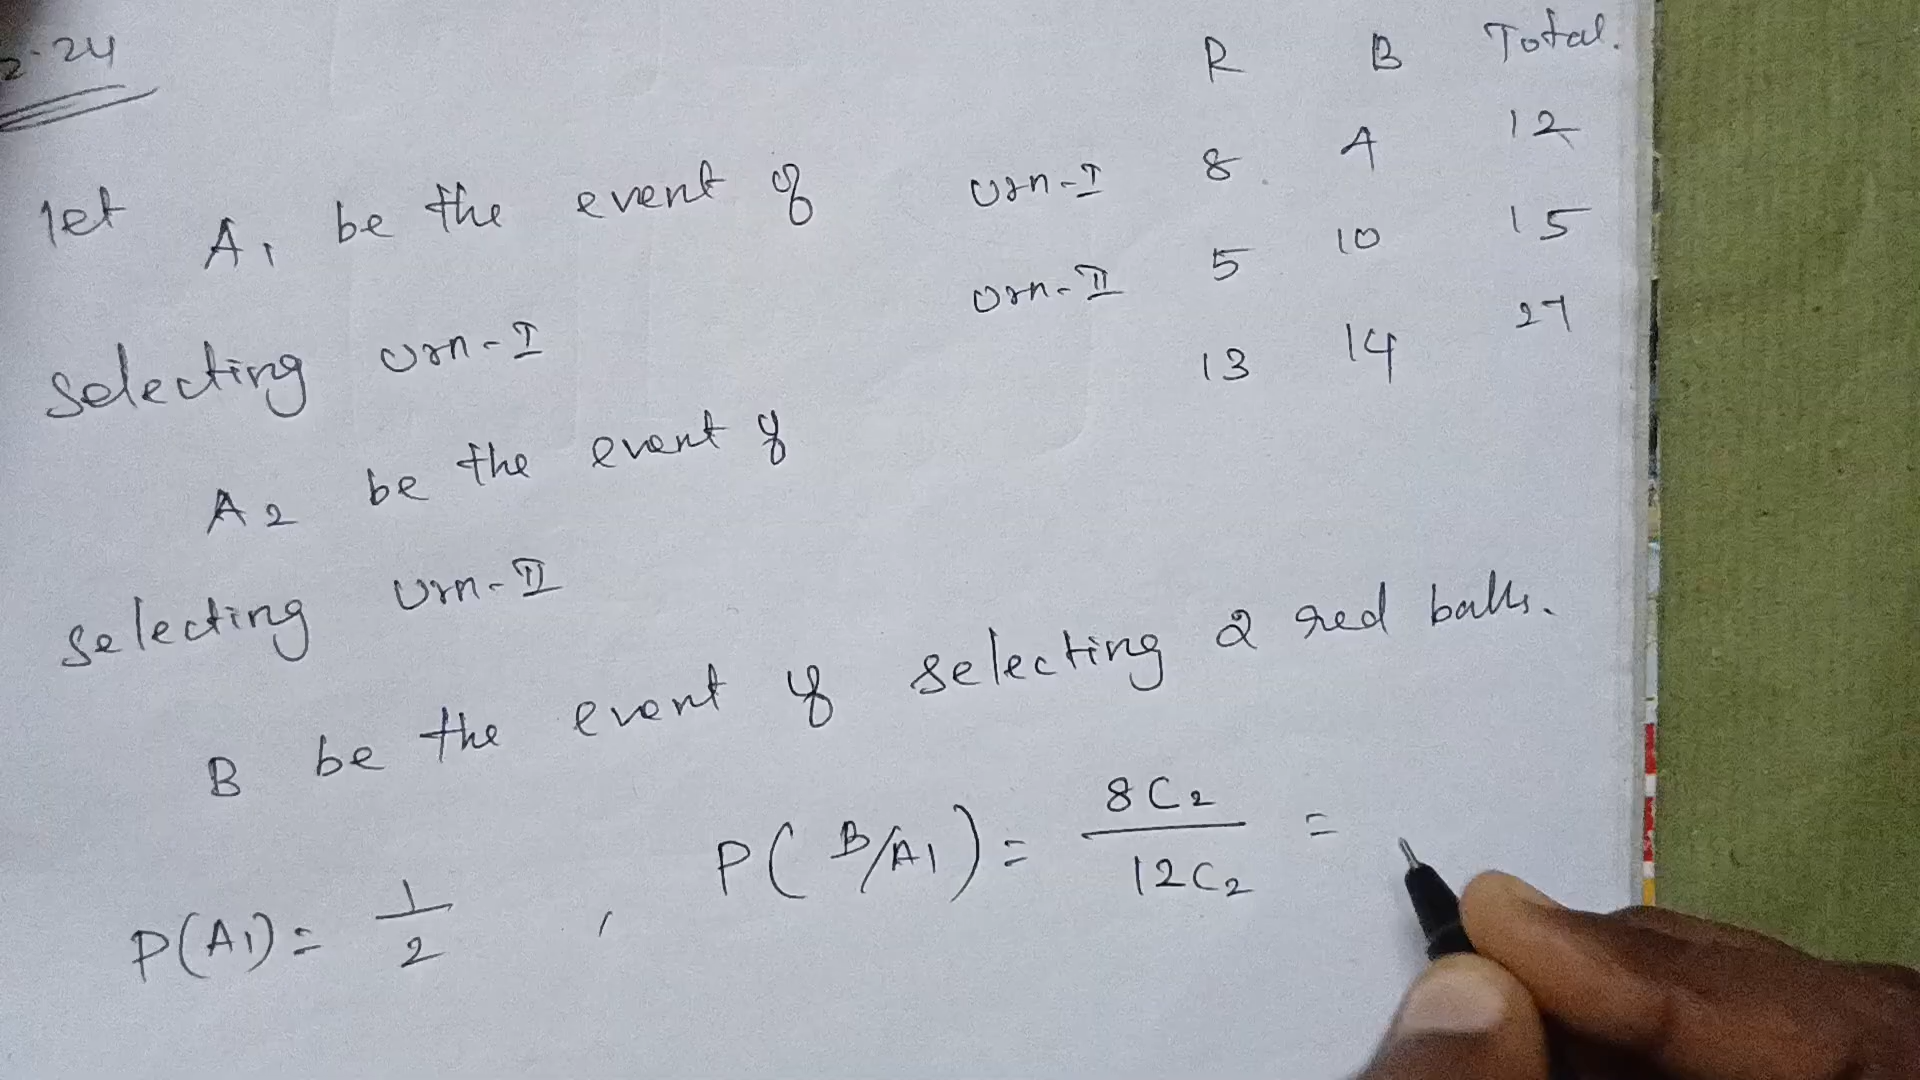 2-24
R B Total.
let A1 be the event of urn-I 8 4 12
selecting urn-I urn-II 5 10 15
13 14 27
A2 be the event of
selecting urn-II
B be the event of selecting 2 red balls.
P(A1) = 1/2 , P(B/A1) = 8C2/12C2 =